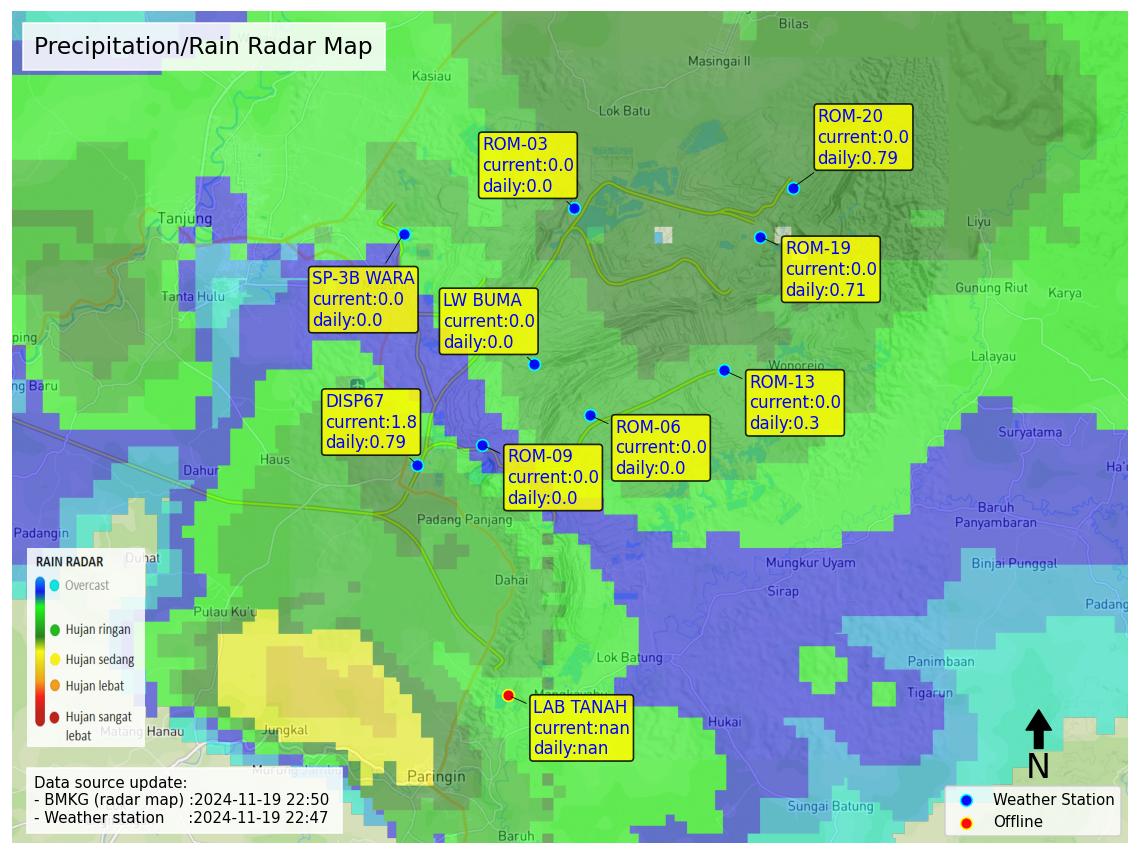 Precipitation/Rain Radar Map
Bilas
Masingai II
Kasiau
Lok Batu
ROM-20
current:0.0
daily:0.79
ROM-03
current:0.0
daily:0.0
Tanjung
Liyu
ROM-19
current:0.0
daily:0.71
SP-3B WARA
current:0.0
daily:0.0
Tanta Hulu
Gunung Riut
Karya
LW BUMA
current:0.0
daily:0.0
ping
Lalayau
Wonorejo
ng Baru
ROM-13
current:0.0
daily:0.3
DISP67
current:1.8
daily:0.79
ROM-06
current:0.0
daily:0.0
Suryatama
ROM-09
current:0.0
daily:0.0
Haus
Dahur
Ha'u
Baruh
Panyambaran
Padang Panjang
Padangin
Duhat
Mungkur Uyam
Binjai Punggal
RAIN RADAR
Overcast
Hujan ringan
Hujan sedang
Hujan lebat
Hujan sangat
lebat
Dahai
Sirap
Padang
Pulau Ku'u
Lok Batung
Panimbaan
Tigarun
LAB TANAH
current:nan
daily:nan
Hukai
Matang Hanau
Jungkal
Paringin
Sungai Batung
Baruh
Data source update:
- BMKG (radar map) :2024-11-19 22:50
- Weather station :2024-11-19 22:47
N
Weather Station
Offline